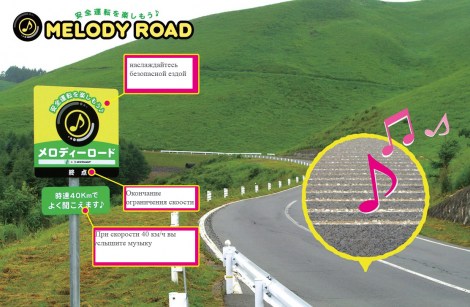 安全運転を楽しもう♪
MELODY ROAD
наслаждайтесь
безопасной ездой
安全運転を楽しもう♪
メロディーロード
終点
Окончание
ограничения скости
時速40Kmで
よく聞こえます♪
При скорости 40 км/ч вы
слышита музыку